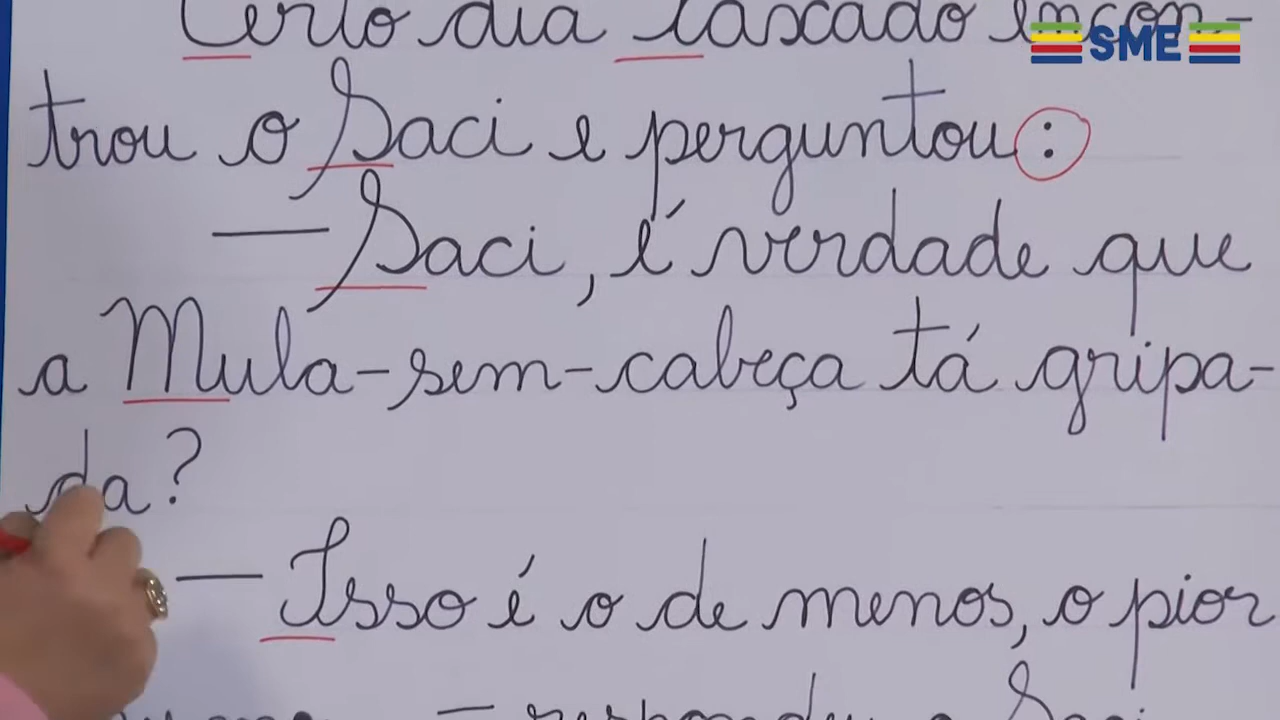 Certo dia Cascudo encon-
SME
trou o Saci e perguntou:
— Saci, é verdade que
a Mula-sem-cabeça tá gripa-
da?
— Isso é o de menos, o pior
— respondeu o Saci